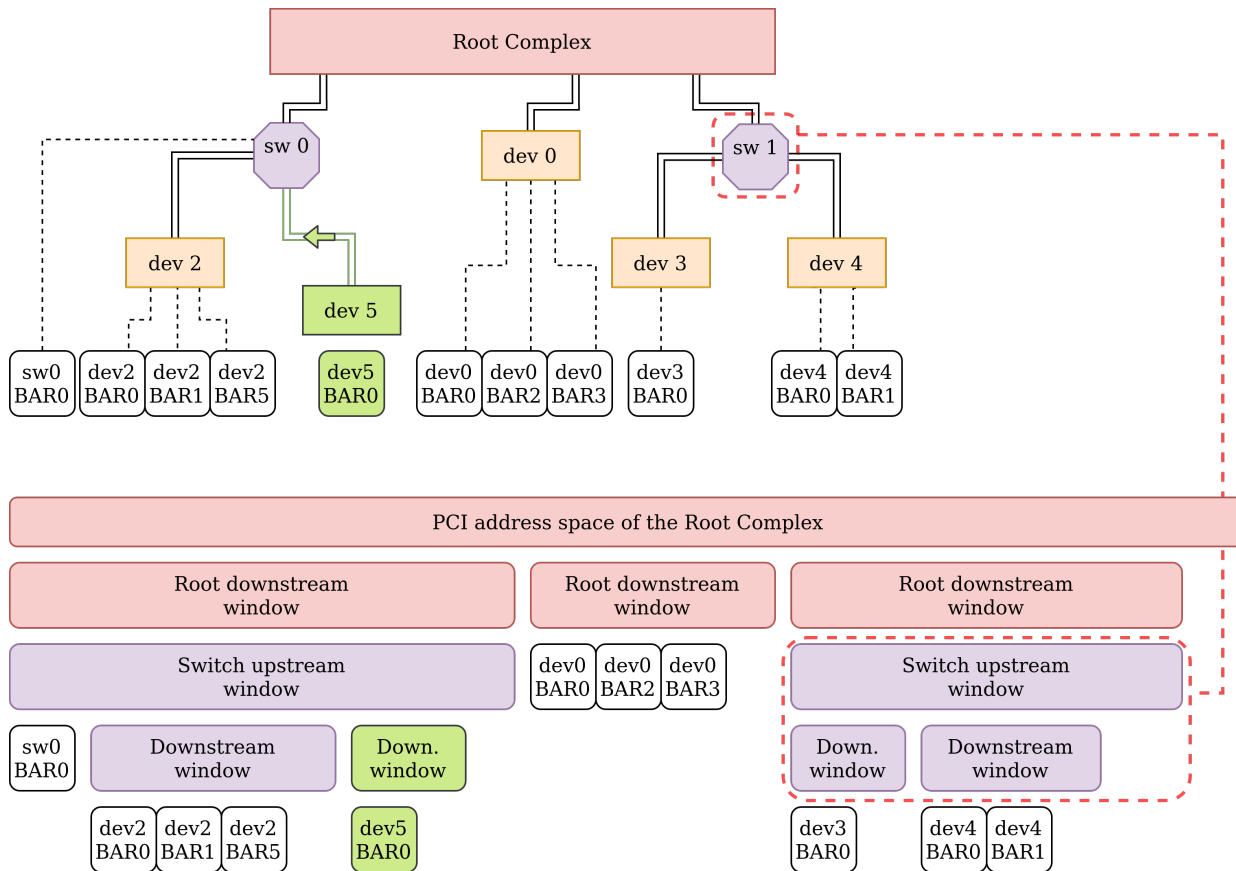 Root Complex
sw 0
dev 0
sw 1
dev 2
dev 3
dev 4
dev 5
sw0
BAR0
dev2
BAR0
dev2
BAR1
dev2
BAR5
dev5
BAR0
dev0
BAR0
dev0
BAR2
dev0
BAR3
dev3
BAR0
dev4
BAR0
dev4
BAR1
PCI address space of the Root Complex
Root downstream
window
Root downstream
window
Root downstream
window
Switch upstream
window
dev0
BAR0
dev0
BAR2
dev0
BAR3
Switch upstream
window
sw0
BAR0
Downstream
window
Down.
window
Down.
window
Downstream
window
dev2
BAR0
dev2
BAR1
dev2
BAR5
dev5
BAR0
dev3
BAR0
dev4
BAR0
dev4
BAR1